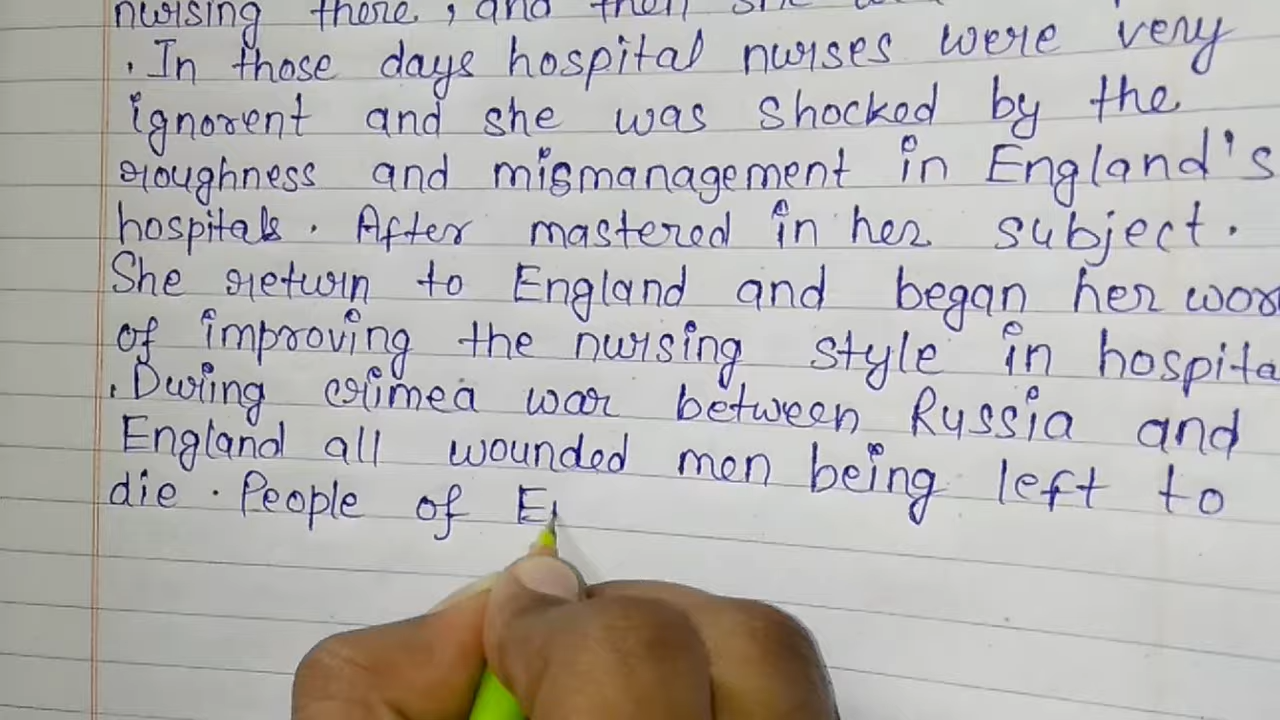 nursing there, and then she
. In those days hospital nurses were very
ignorent and she was shocked by the
roughness and mismanagement in England's
hospitals. After mastered in her subject.
She return to England and began her wor
of improving the nursing style in hospita
. During crimea war between Russia and
England all wounded men being left to
die. People of E